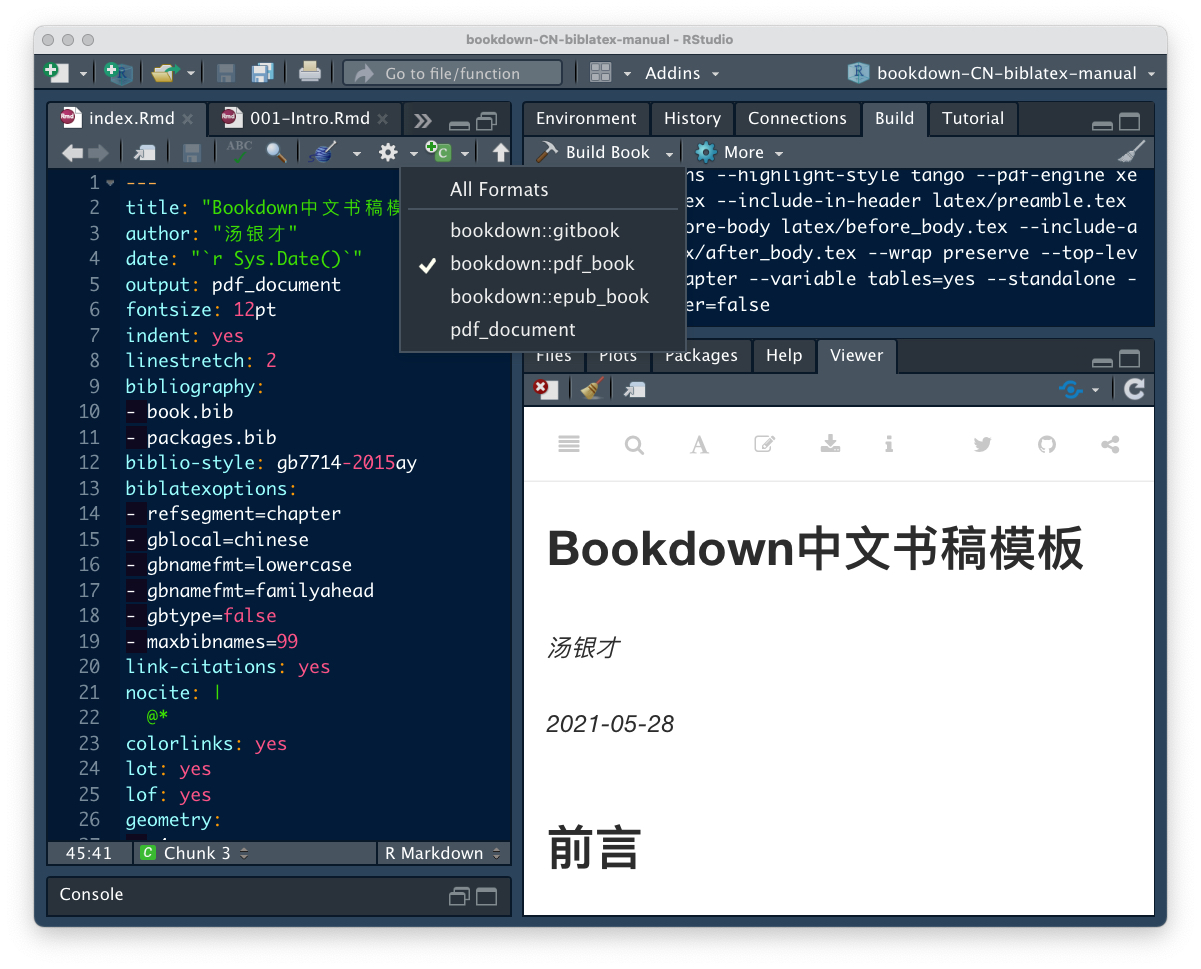 bookdown-CN-biblatex-manual - RStudio
Go to file/function
Addins
bookdown-CN-biblatex-manual
index.Rmd
001-Intro.Rmd
ABC
1 ---
2 title: "Bookdown中文书稿模
3 author: "汤银才"
4 date: "`r Sys.Date()`"
5 output: pdf_document
6 fontsize: 12pt
7 indent: yes
8 linestretch: 2
9 bibliography:
10 - book.bib
11 - packages.bib
12 biblio-style: gb7714-2015ay
13 biblatexoptions:
14 - refsegment=chapter
15 - gblocal=chinese
16 - gbnamefmt=lowercase
17 - gbnamefmt=familyahead
18 - gbtype=false
19 - maxbibnames=99
20 link-citations: yes
21 nocite: |
22 @*
23 colorlinks: yes
24 lot: yes
25 lof: yes
26 geometry:
45:41
C Chunk 3
R Markdown
Console
Environment
History
Connections
Build
Tutorial
Build Book
More
All Formats
bookdown::gitbook
bookdown::pdf_book
bookdown::epub_book
pdf_document
ns --highlight-style tango --pdf-engine xe
ex --include-in-header latex/preamble.tex
ore-body latex/before_body.tex --include-a
x/after_body.tex --wrap preserve --top-lev
apter --variable tables=yes --standalone -
er=false
Files
Plots
Packages
Help
Viewer
Bookdown中文书稿模板
汤银才
2021-05-28
前言